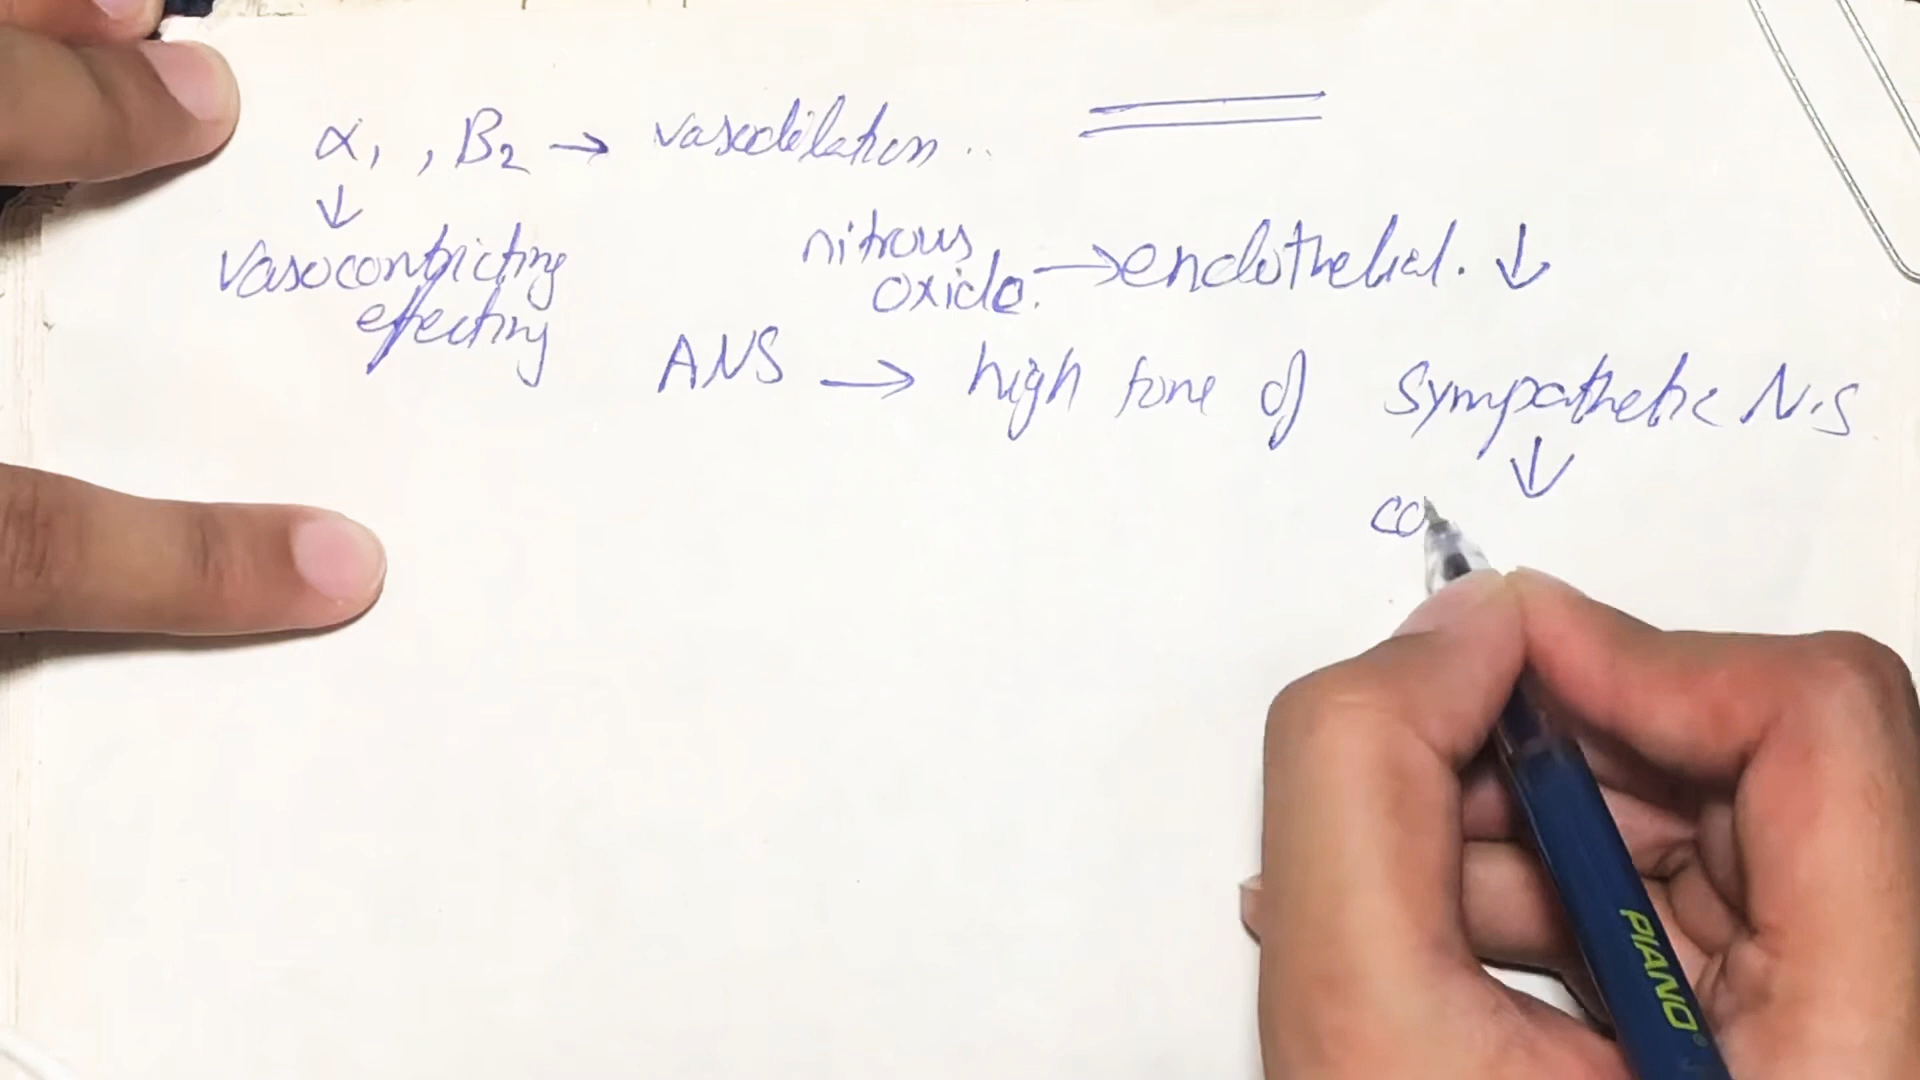 α₁, B₂ → vasodilation..
↓
vasocontricting
effecting
nitrous
oxide. → endothelial. ↓
ANS → high tone of sympathetic N.S
↓
co
PIANO